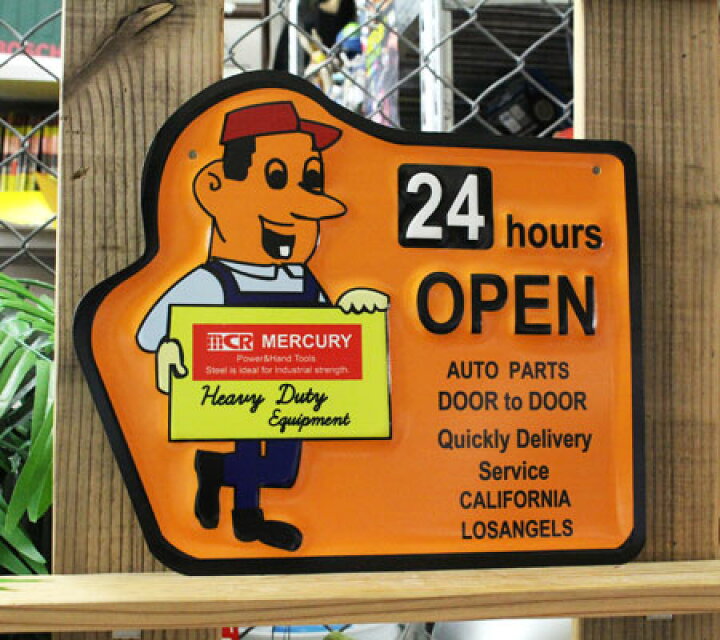 24 hours
OPEN
AUTO PARTS
DOOR to DOOR
Quickly Delivery
Service
CALIFORNIA
LOSANGELS
MCR MERCURY
Power&Hand Tools
Steel is ideal for Industrial strength.
Heavy Duty
Equipment